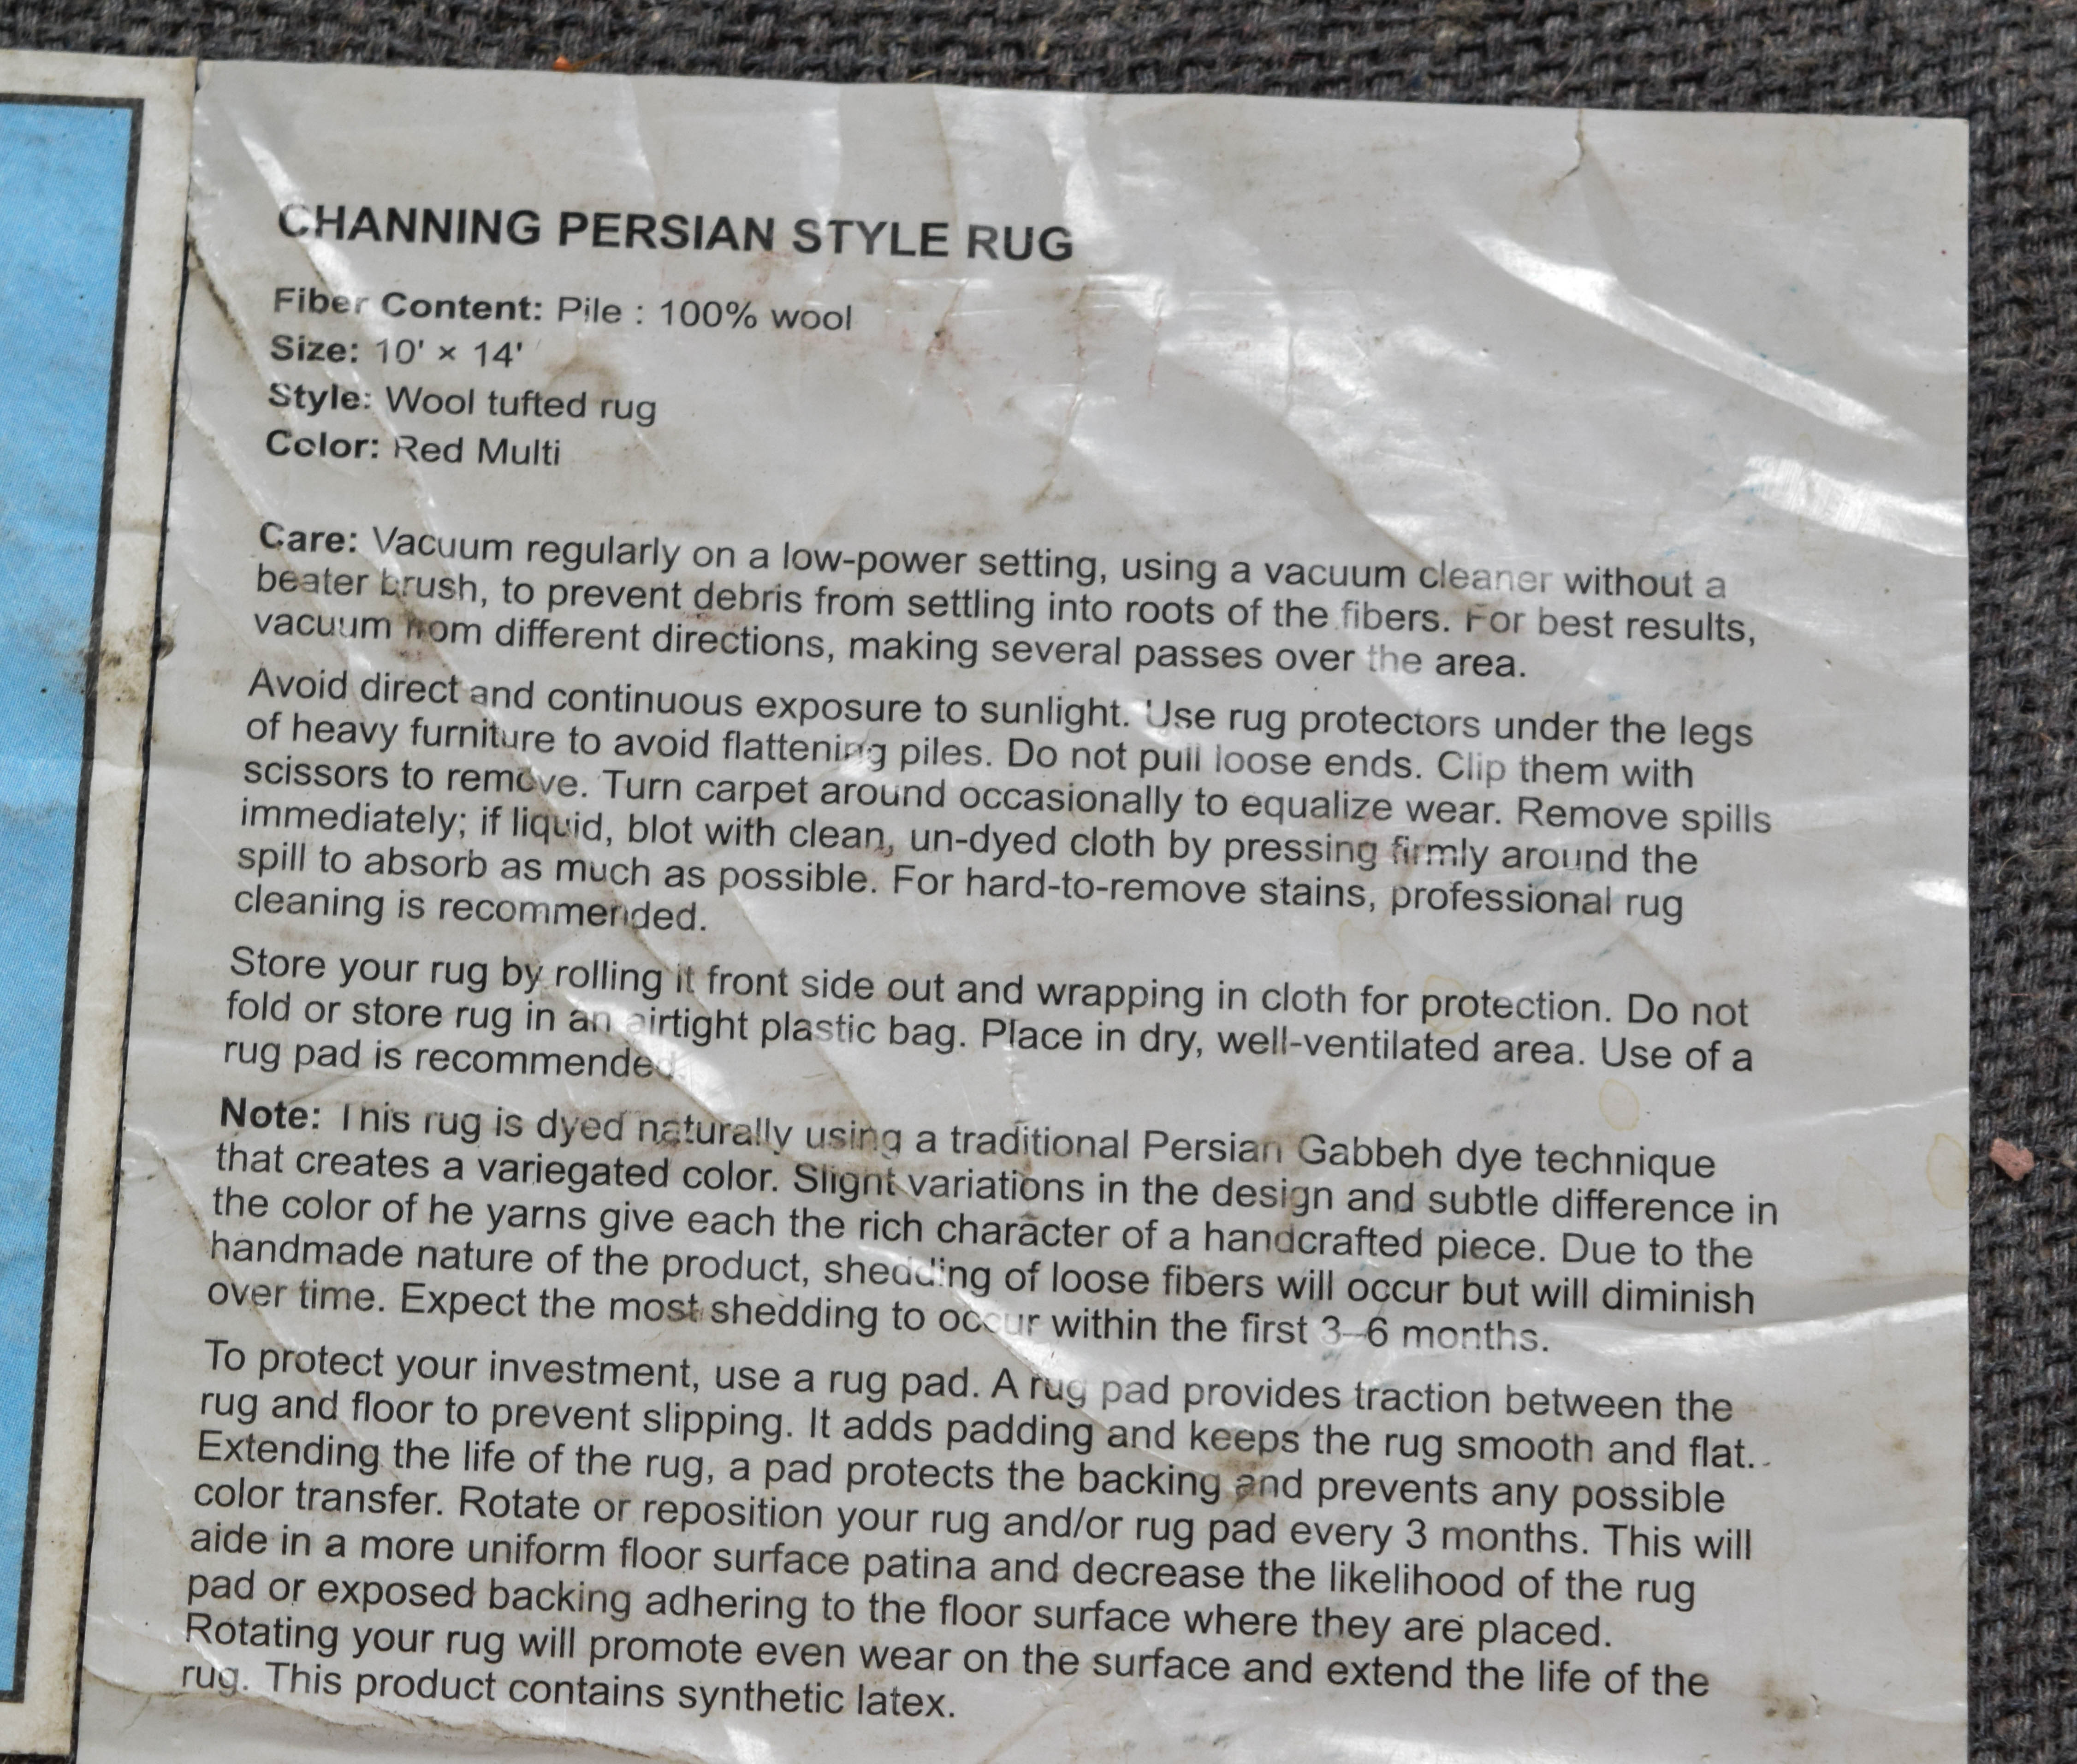 CHANNING PERSIAN STYLE RUG
Fiber Content: Pile : 100% wool
Size: 10' × 14'
Style: Wool tufted rug
Color: Red Multi
Care: Vacuum regularly on a low-power setting, using a vacuum cleaner without a
beater brush, to prevent debris from settling into roots of the fibers. For best results,
vacuum from different directions, making several passes over the area.
Avoid direct and continuous exposure to sunlight. Use rug protectors under the legs
of heavy furniture to avoid flattening piles. Do not pull loose ends. Clip them with
scissors to remove. Turn carpet around occasionally to equalize wear. Remove spills
immediately; if liquid, blot with clean, un-dyed cloth by pressing firmly around the
spill to absorb as much as possible. For hard-to-remove stains, professional rug
cleaning is recommended.
Store your rug by rolling it front side out and wrapping in cloth for protection. Do not
fold or store rug in an airtight plastic bag. Place in dry, well-ventilated area. Use of a
rug pad is recommended.
Note: This rug is dyed naturally using a traditional Persian Gabbeh dye technique
that creates a variegated color. Slight variations in the design and subtle difference in
the color of he yarns give each the rich character of a handcrafted piece. Due to the
handmade nature of the product, shedding of loose fibers will occur but will diminish
over time. Expect the most shedding to occur within the first 3–6 months.
To protect your investment, use a rug pad. A rug pad provides traction between the
rug and floor to prevent slipping. It adds padding and keeps the rug smooth and flat.
Extending the life of the rug, a pad protects the backing and prevents any possible
color transfer. Rotate or reposition your rug and/or rug pad every 3 months. This will
aide in a more uniform floor surface patina and decrease the likelihood of the rug
pad or exposed backing adhering to the floor surface where they are placed.
Rotating your rug will promote even wear on the surface and extend the life of the
rug. This product contains synthetic latex.